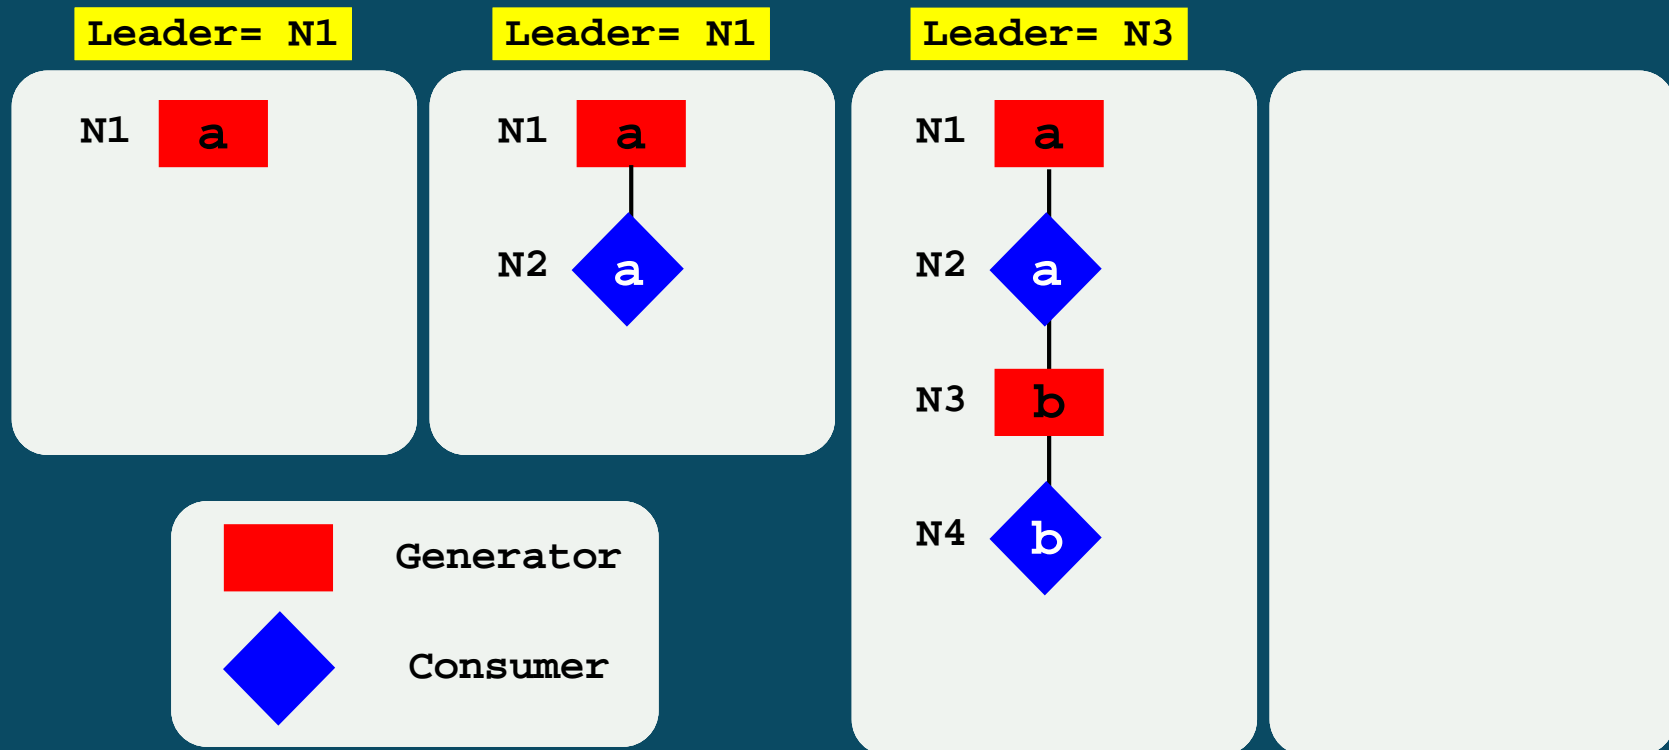 Leader= N1
N1 a
Leader= N1
N1 a
N2 a
Leader= N3
N1 a
N2 a
N3 b
N4 b
Generator
Consumer